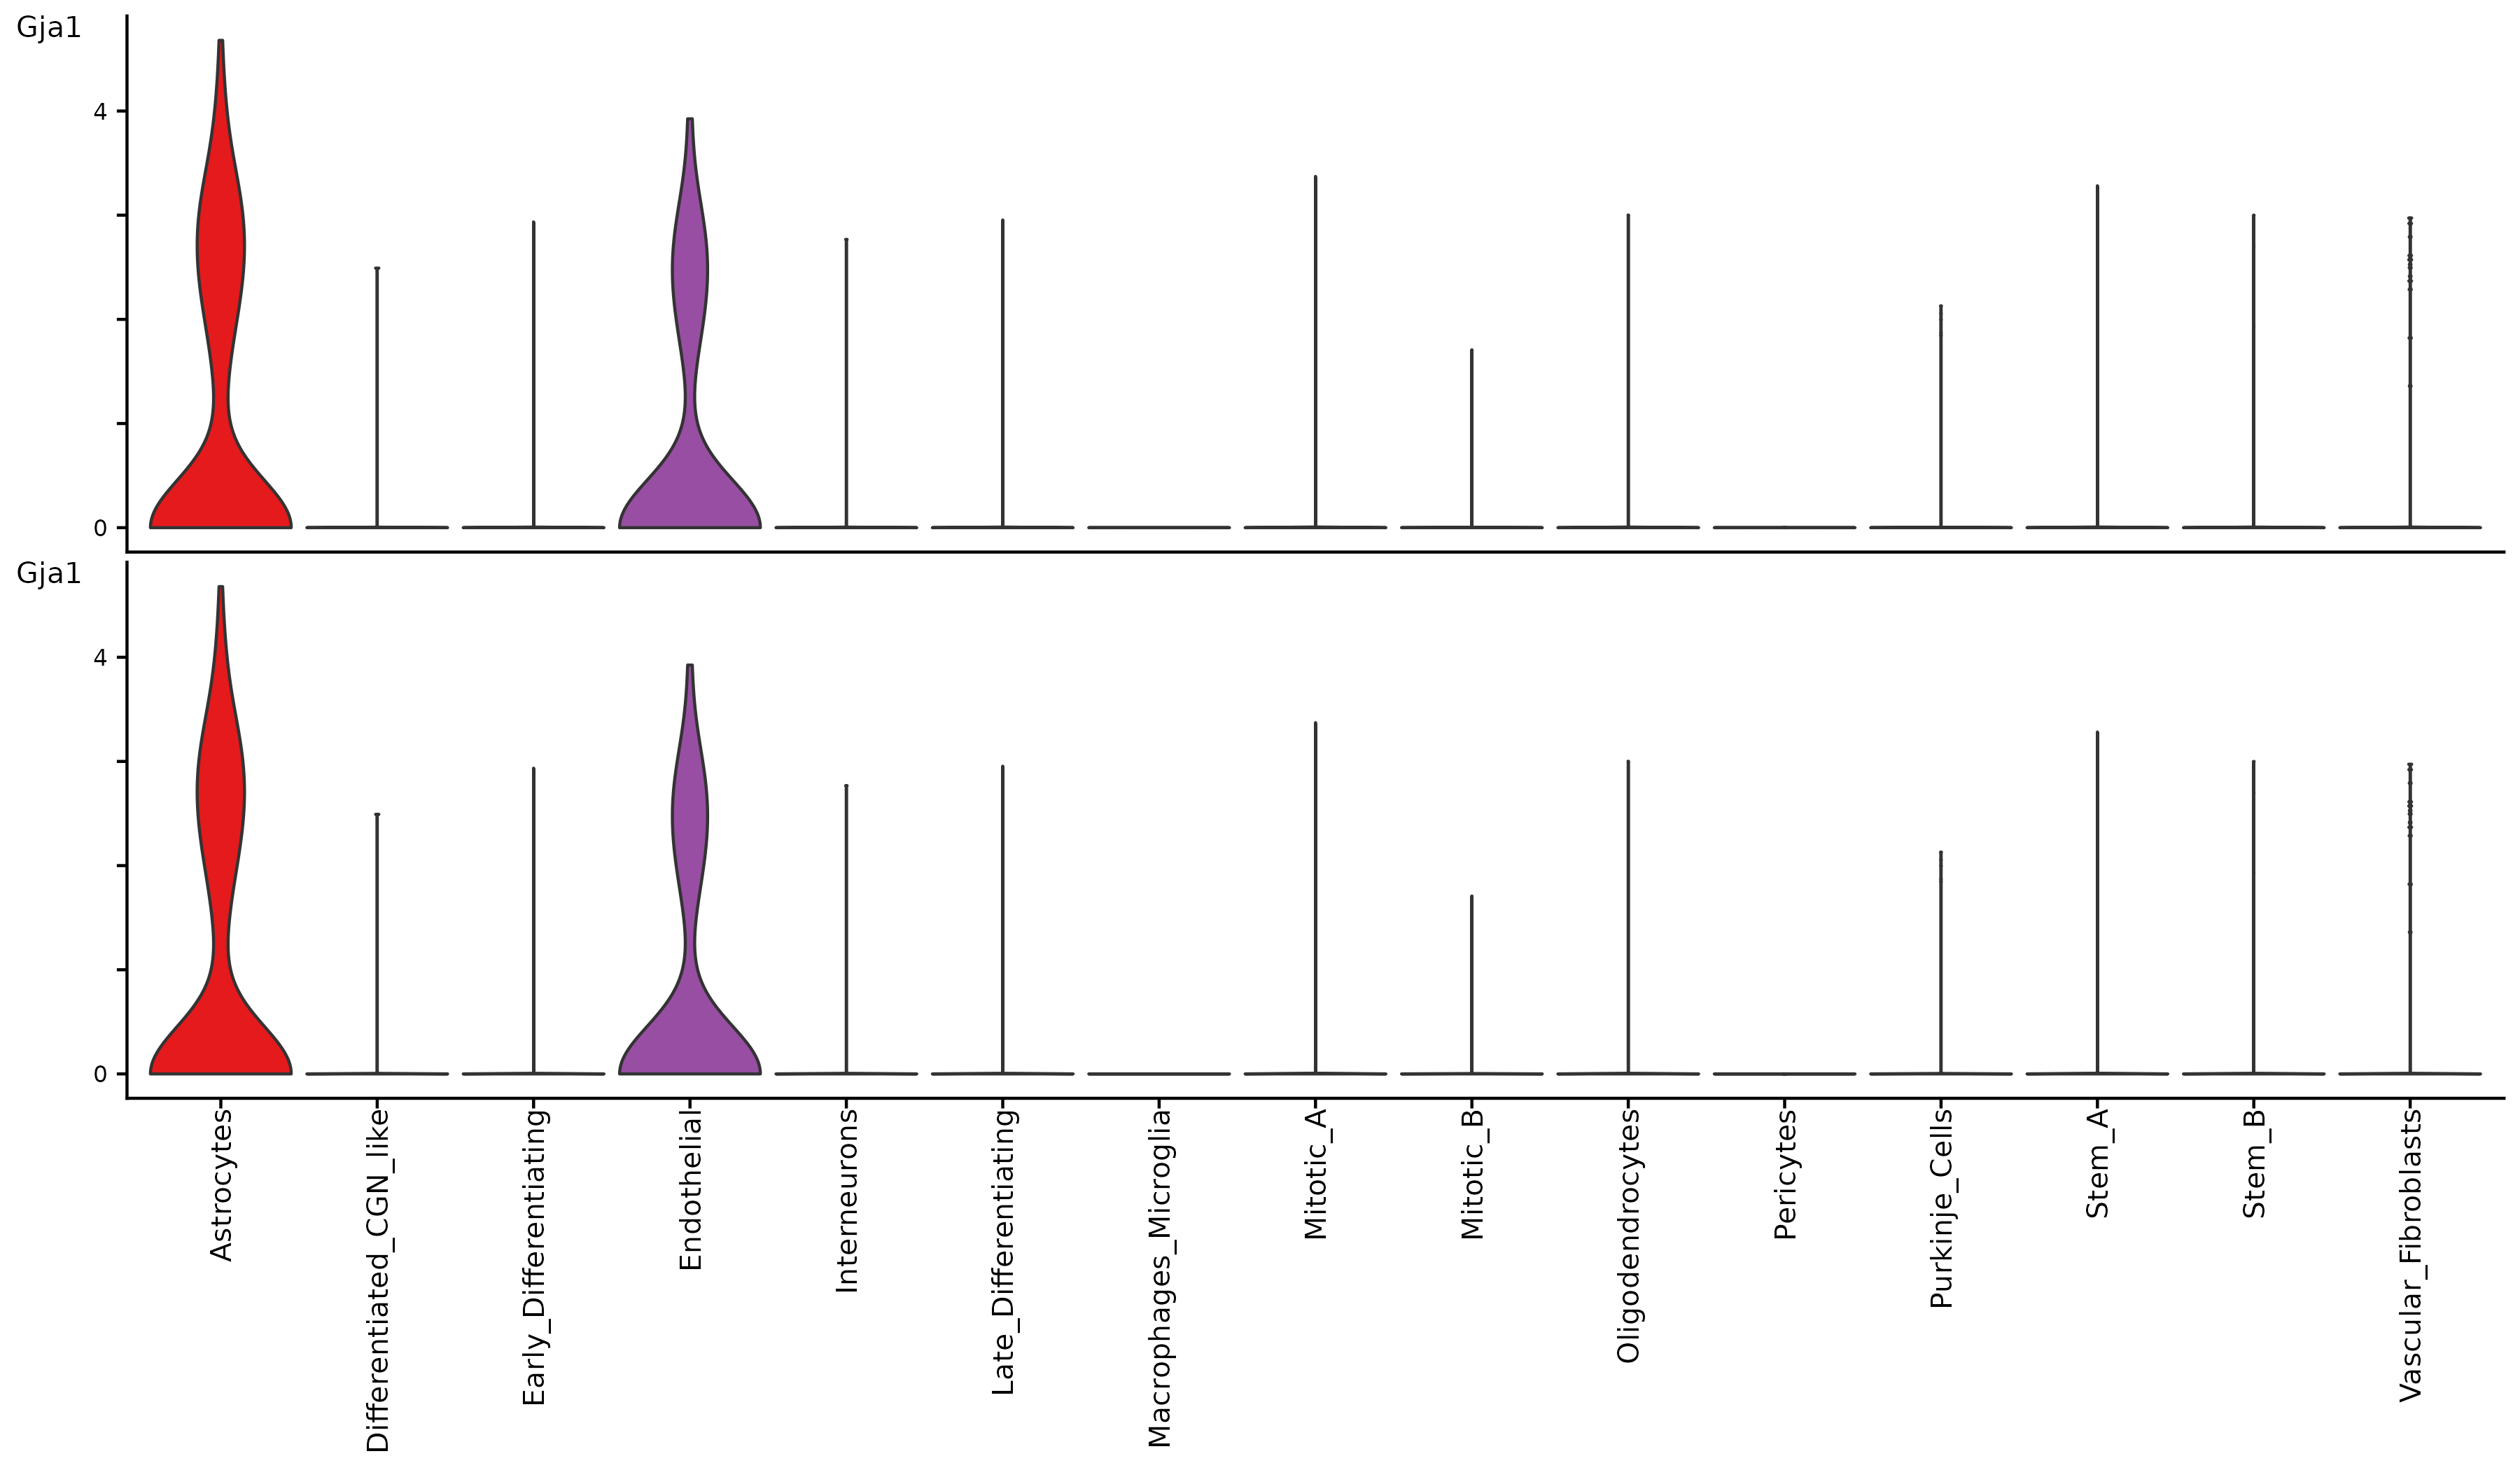 Gja1
4
0
Gja1
4
0
Astrocytes
Differentiated_CGN_like
Early_Differentiating
Endothelial
Interneurons
Late_Differentiating
Macrophages_Microglia
Mitotic_A
Mitotic_B
Oligodendrocytes
Pericytes
Purkinje_Cells
Stem_A
Stem_B
Vascular_Fibroblasts